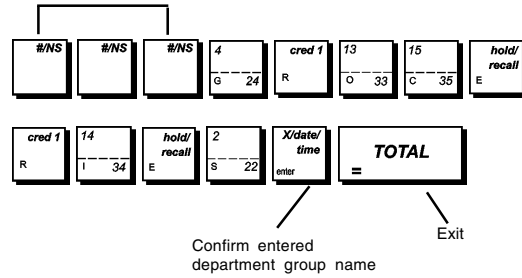 #/NS #/NS #/NS 4 cred 1 13 15 hold/
recall
G 24 R O 33 C 35 E
cred 1 14 hold/
recall 2 X/date/
time TOTAL
R I 34 E S 22 enter =
Confirm entered
department group name
Exit